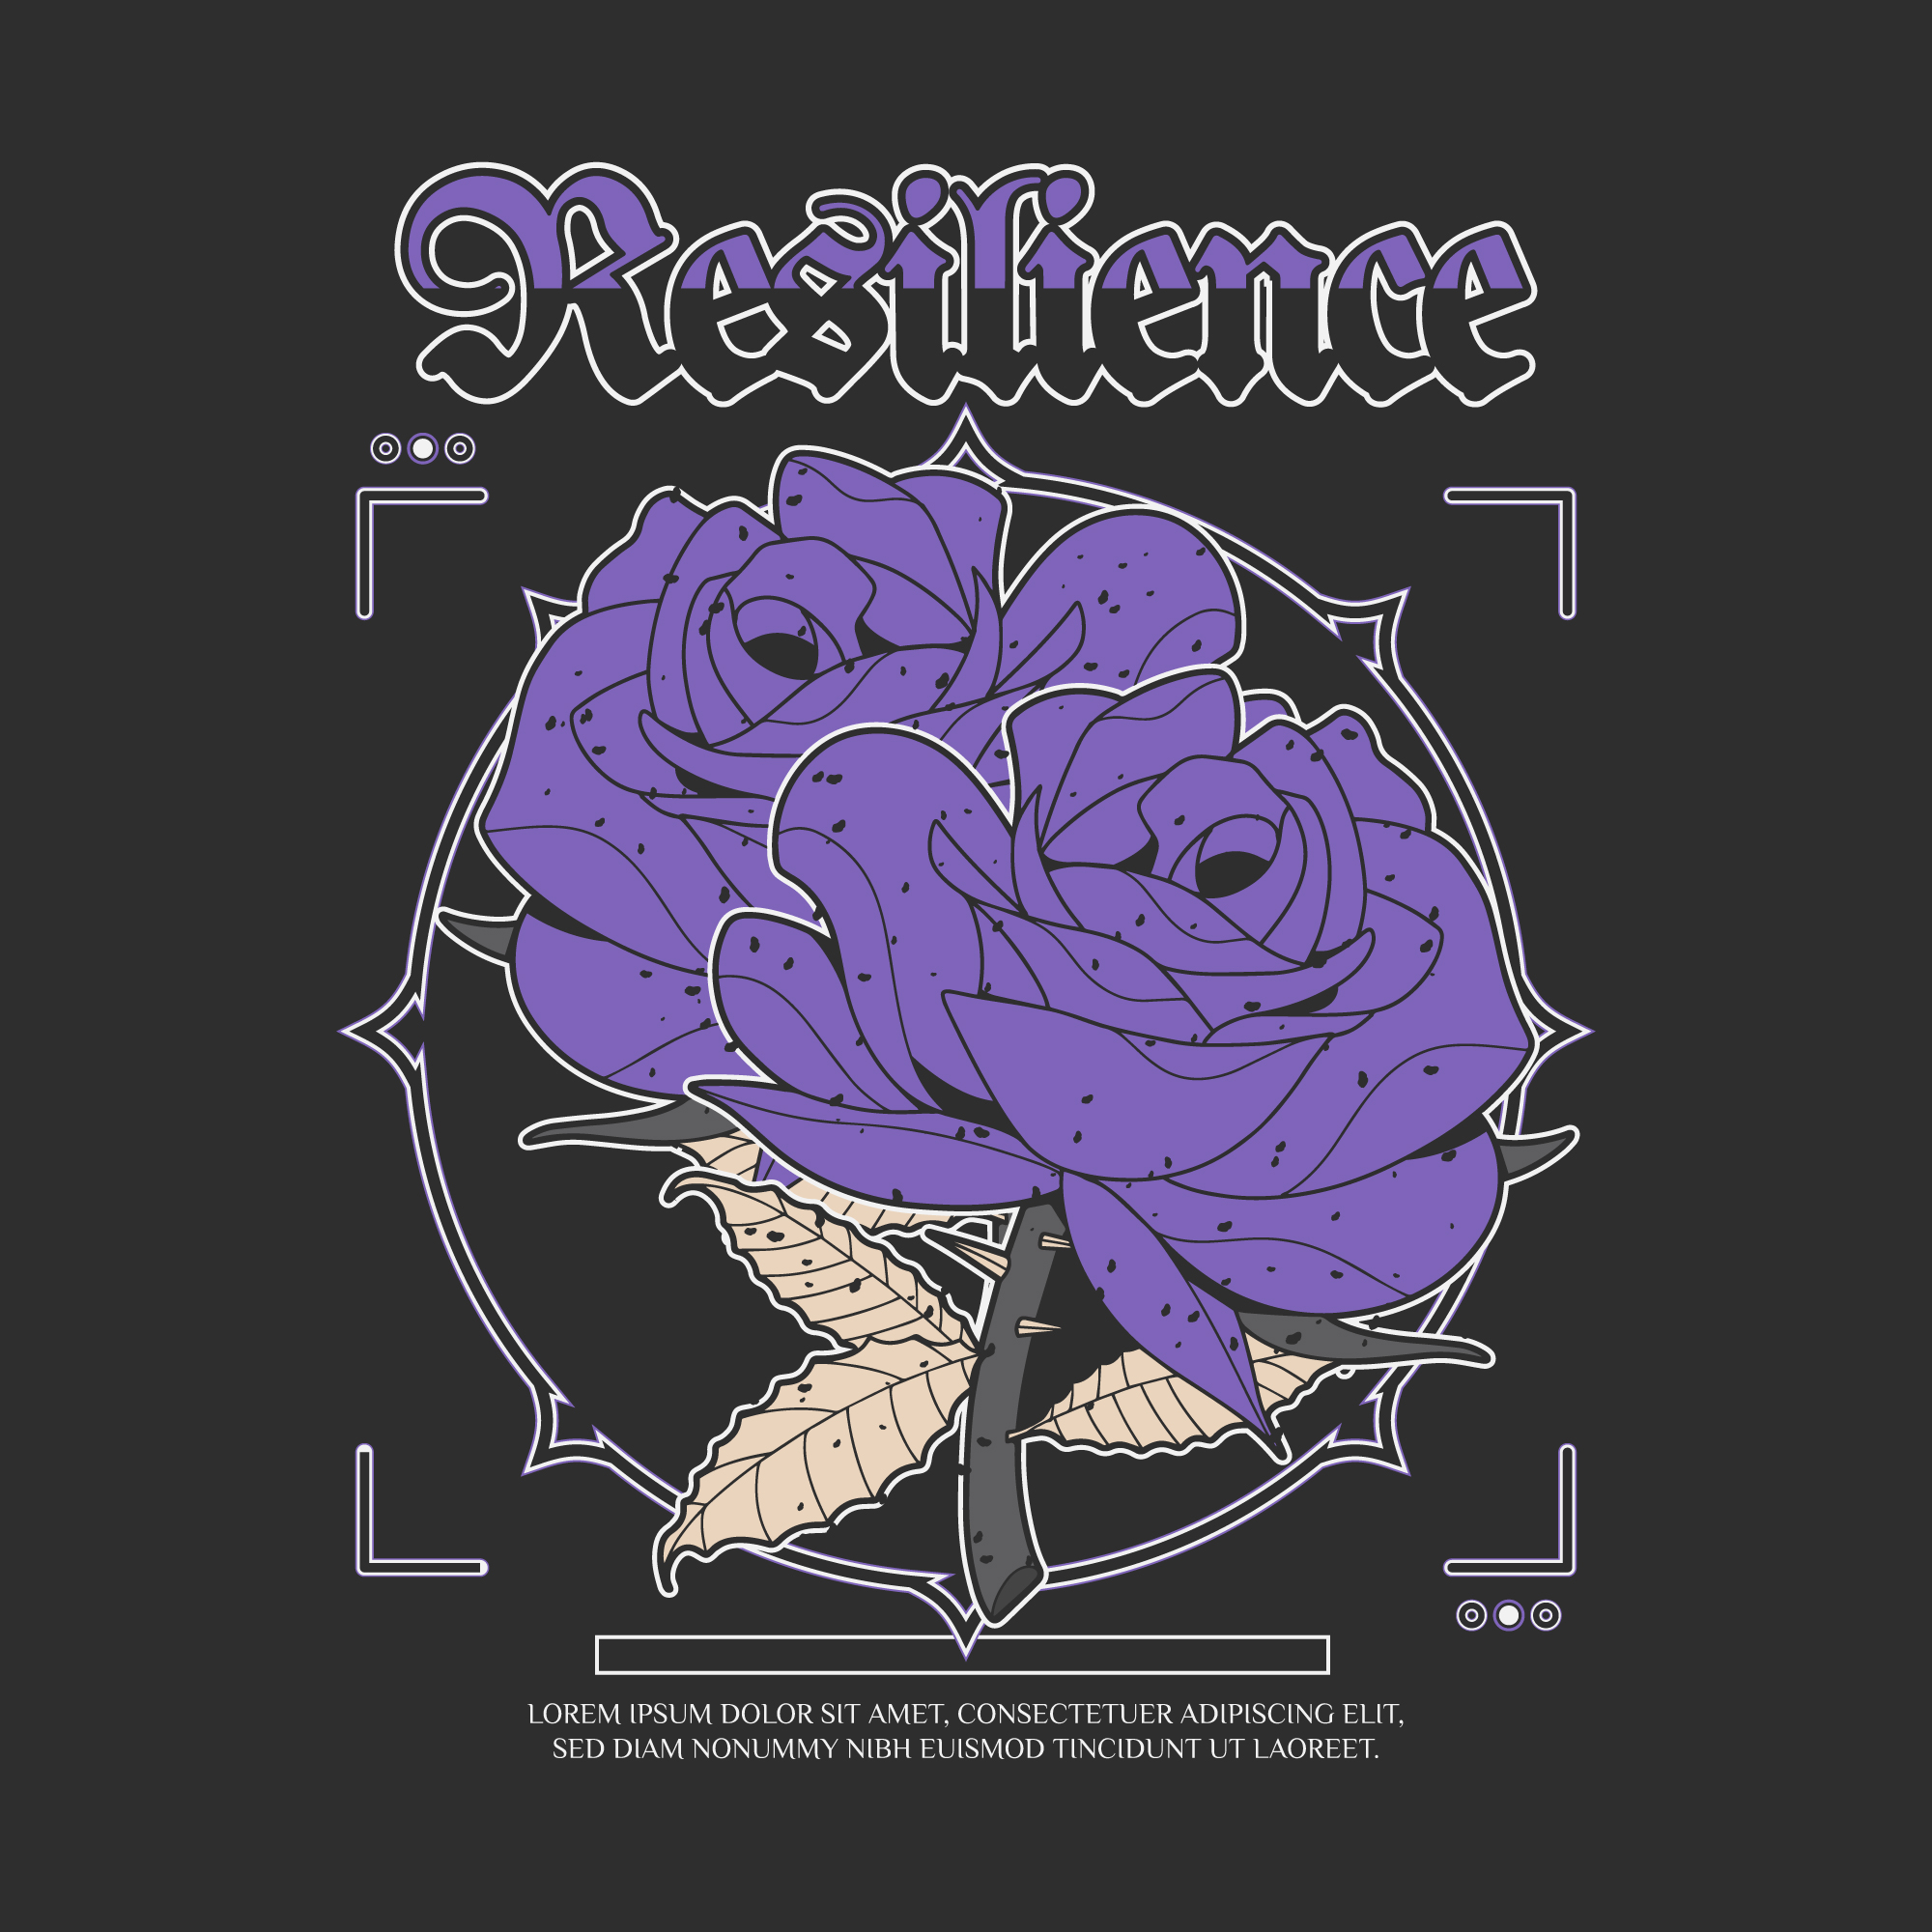 Resilience
LOREM IPSUM DOLOR SIT AMET, CONSECTETUER ADIPISCING ELIT,
SED DIAM NONUMMY NIBH EUISMOD TINCIDUNT UT LAOREET.